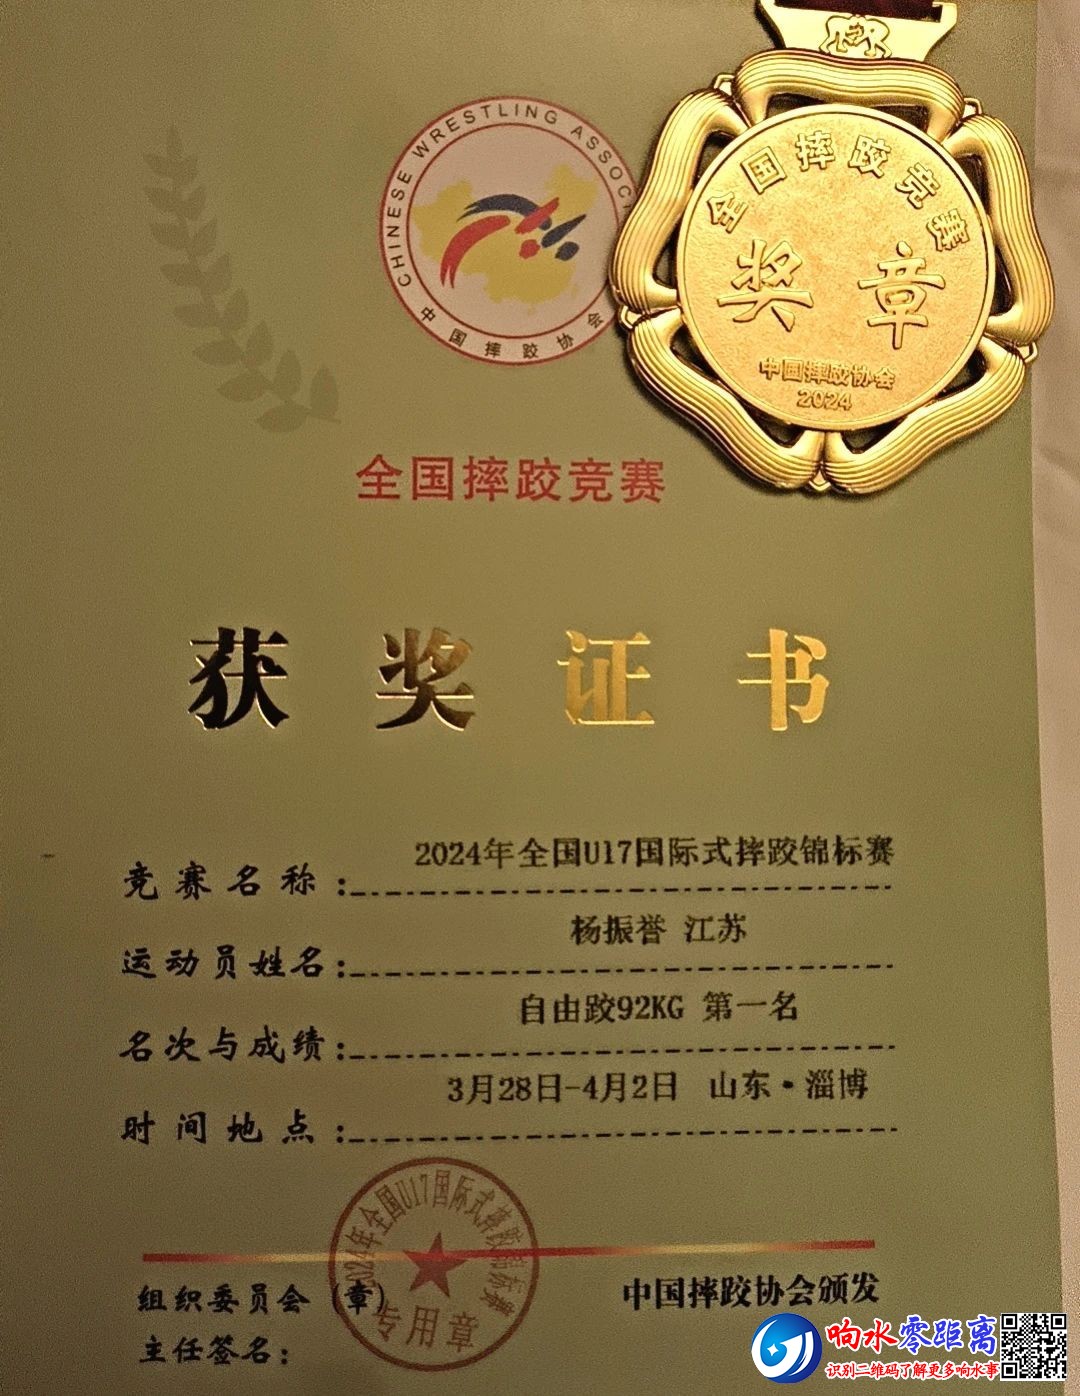 CHINESE WRESTLING ASSOC
中国摔跤协会
全国摔跤竞赛
奖章
中国摔跤协会
2024
全国摔跤竞赛
获奖证书
竞赛名称：2024年全国U17国际式摔跤锦标赛
运动员姓名：杨振誉 江苏
名次与成绩：自由跤92KG 第一名
时间地点：3月28日-4月2日 山东·淄博
2024年全国U17国际式摔跤锦标赛
专用章
组织委员会（章）
中国摔跤协会颁发
主任签名：
响水零距离
识别二维码了解更多响水事